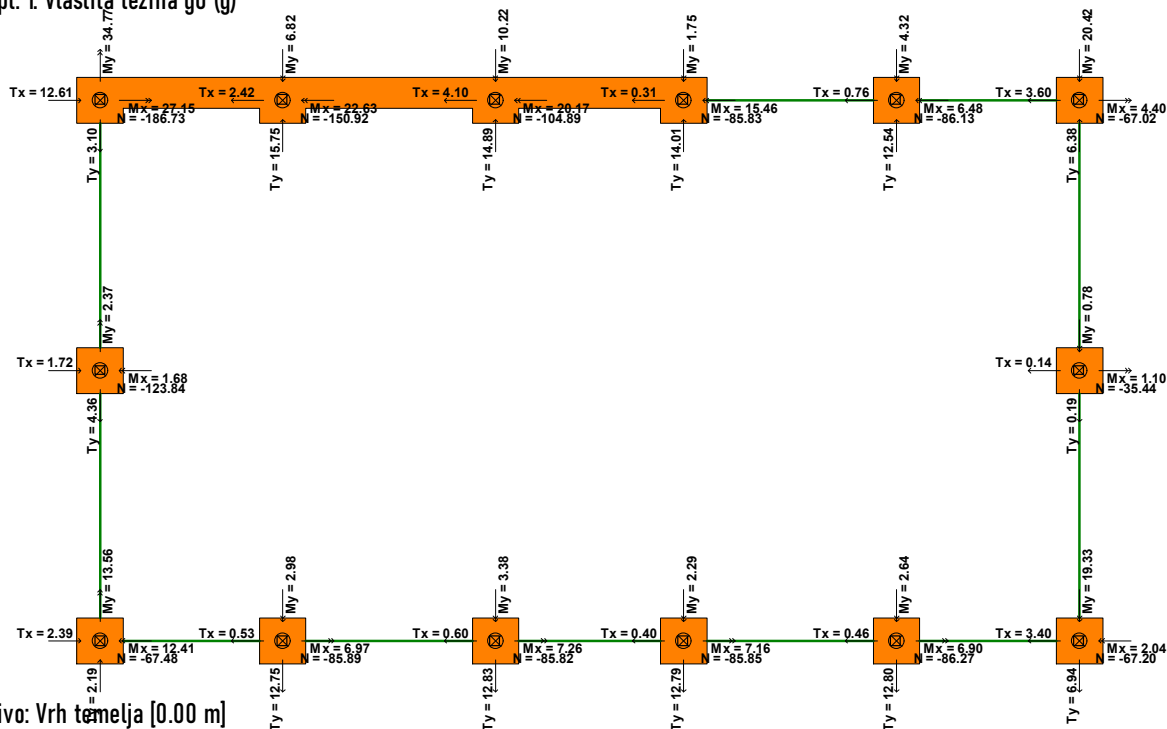 pt. 1: Vlastita težina g0 (g)
My = 34.77
My = 6.82
My = 10.22
My = 1.75
My = 4.32
My = 20.42
Tx = 12.61
Tx = 2.42
Tx = 4.10
Tx = 0.31
Tx = 0.76
Tx = 3.60
Mx = 27.15
N = -186.73
Mx = 22.63
N = -150.92
Mx = 20.17
N = -104.89
Mx = 15.46
N = -85.83
Mx = 6.48
N = -86.13
Mx = 4.40
N = -67.02
Ty = 3.10
Ty = 15.75
Ty = 14.89
Ty = 14.01
Ty = 12.54
Ty = 6.38
My = 2.37
My = 0.78
Tx = 1.72
Tx = 0.14
Mx = 1.68
N = -123.84
Mx = 1.10
N = -35.44
Ty = 4.36
Ty = 0.19
My = 13.56
My = 2.98
My = 3.38
My = 2.29
My = 2.64
My = 19.33
Tx = 2.39
Tx = 0.53
Tx = 0.60
Tx = 0.40
Tx = 0.46
Tx = 3.40
Mx = 12.41
N = -67.48
Mx = 6.97
N = -85.89
Mx = 7.26
N = -85.82
Mx = 7.16
N = -85.85
Mx = 6.90
N = -86.27
Mx = 2.04
N = -67.20
Ty = 2.19
Ty = 12.75
Ty = 12.83
Ty = 12.79
Ty = 12.80
Ty = 6.94
ivo: Vrh temelja [0.00 m]